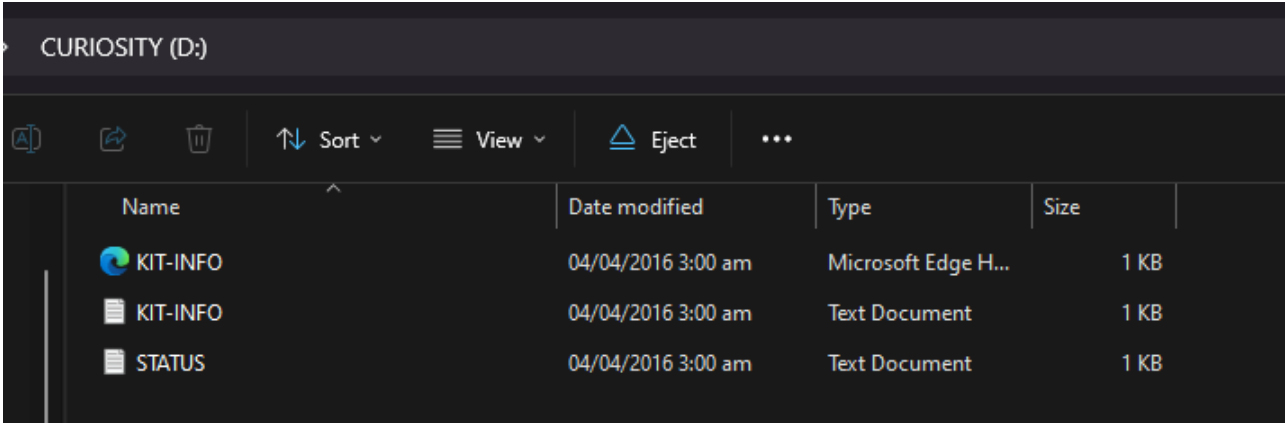 CURIOSITY (D:)
Sort View Eject
Name Date modified Type Size
KIT-INFO 04/04/2016 3:00 am Microsoft Edge H... 1 KB
KIT-INFO 04/04/2016 3:00 am Text Document 1 KB
STATUS 04/04/2016 3:00 am Text Document 1 KB